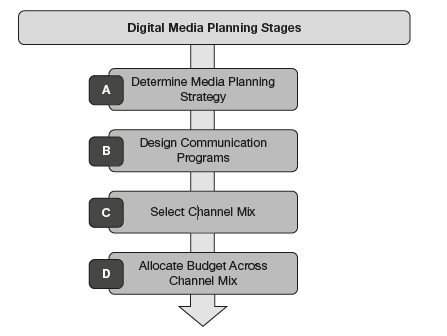 Digital Media Planning Stages
A
Determine Media Planning
Strategy
B
Design Communication
Programs
C
Select Channel Mix
D
Allocate Budget Across
Channel Mix